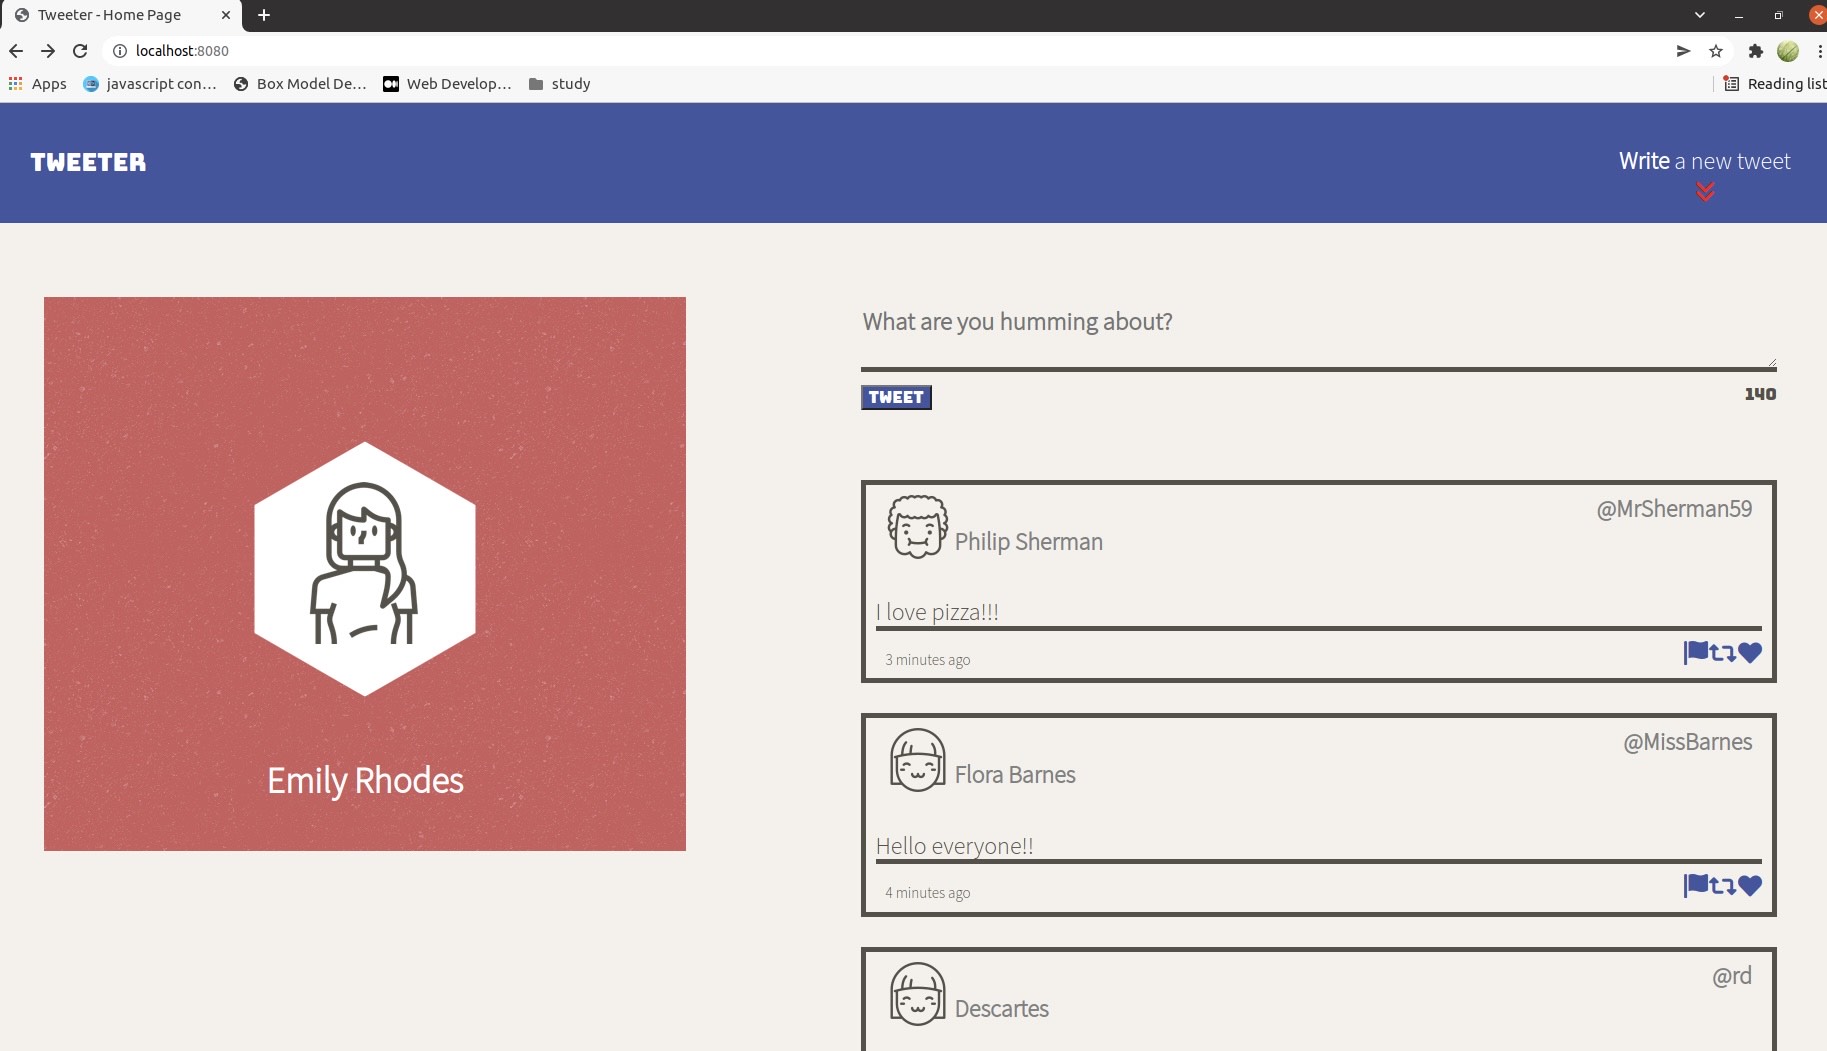 Tweeter - Home Page
localhost:8080
Apps
javascript con...
Box Model De...
Web Develop...
study
Reading list
TWEETER
Write a new tweet
Emily Rhodes
What are you humming about?
TWEET
140
@MrSherman59
Philip Sherman
I love pizza!!!
3 minutes ago
@MissBarnes
Flora Barnes
Hello everyone!!
4 minutes ago
@rd
Descartes